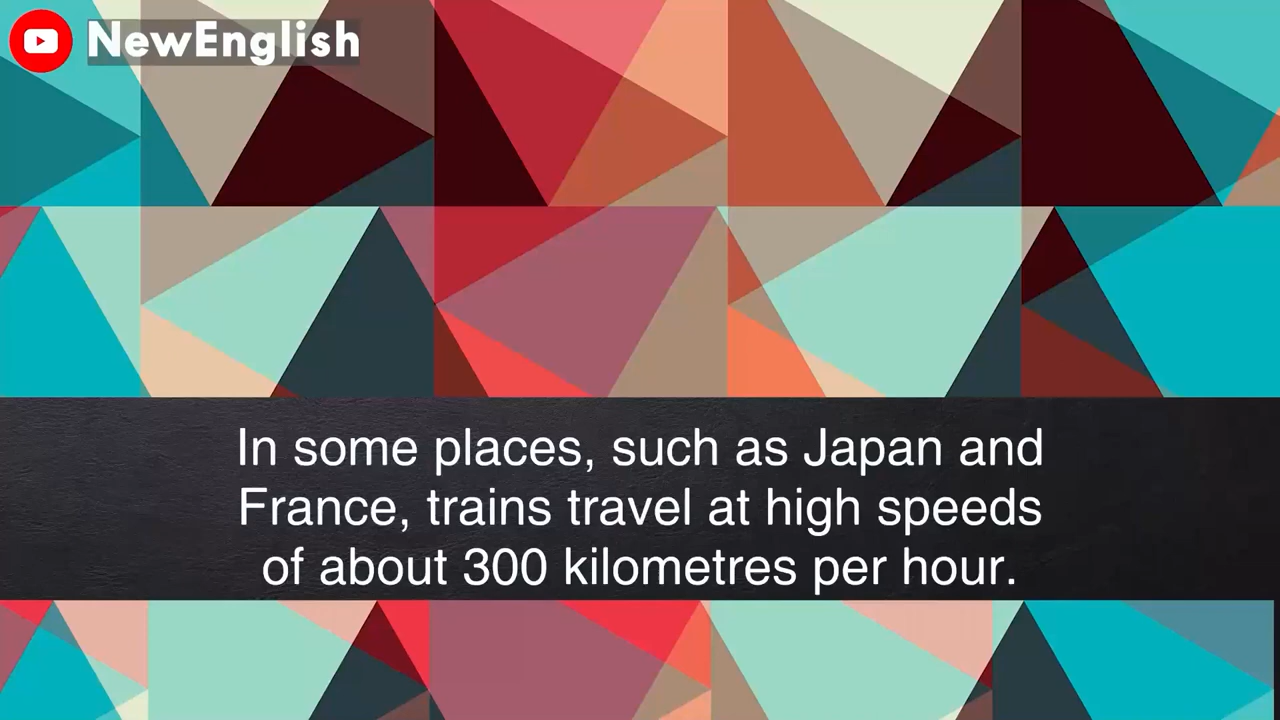 NewEnglish
In some places, such as Japan and
France, trains travel at high speeds
of about 300 kilometres per hour.